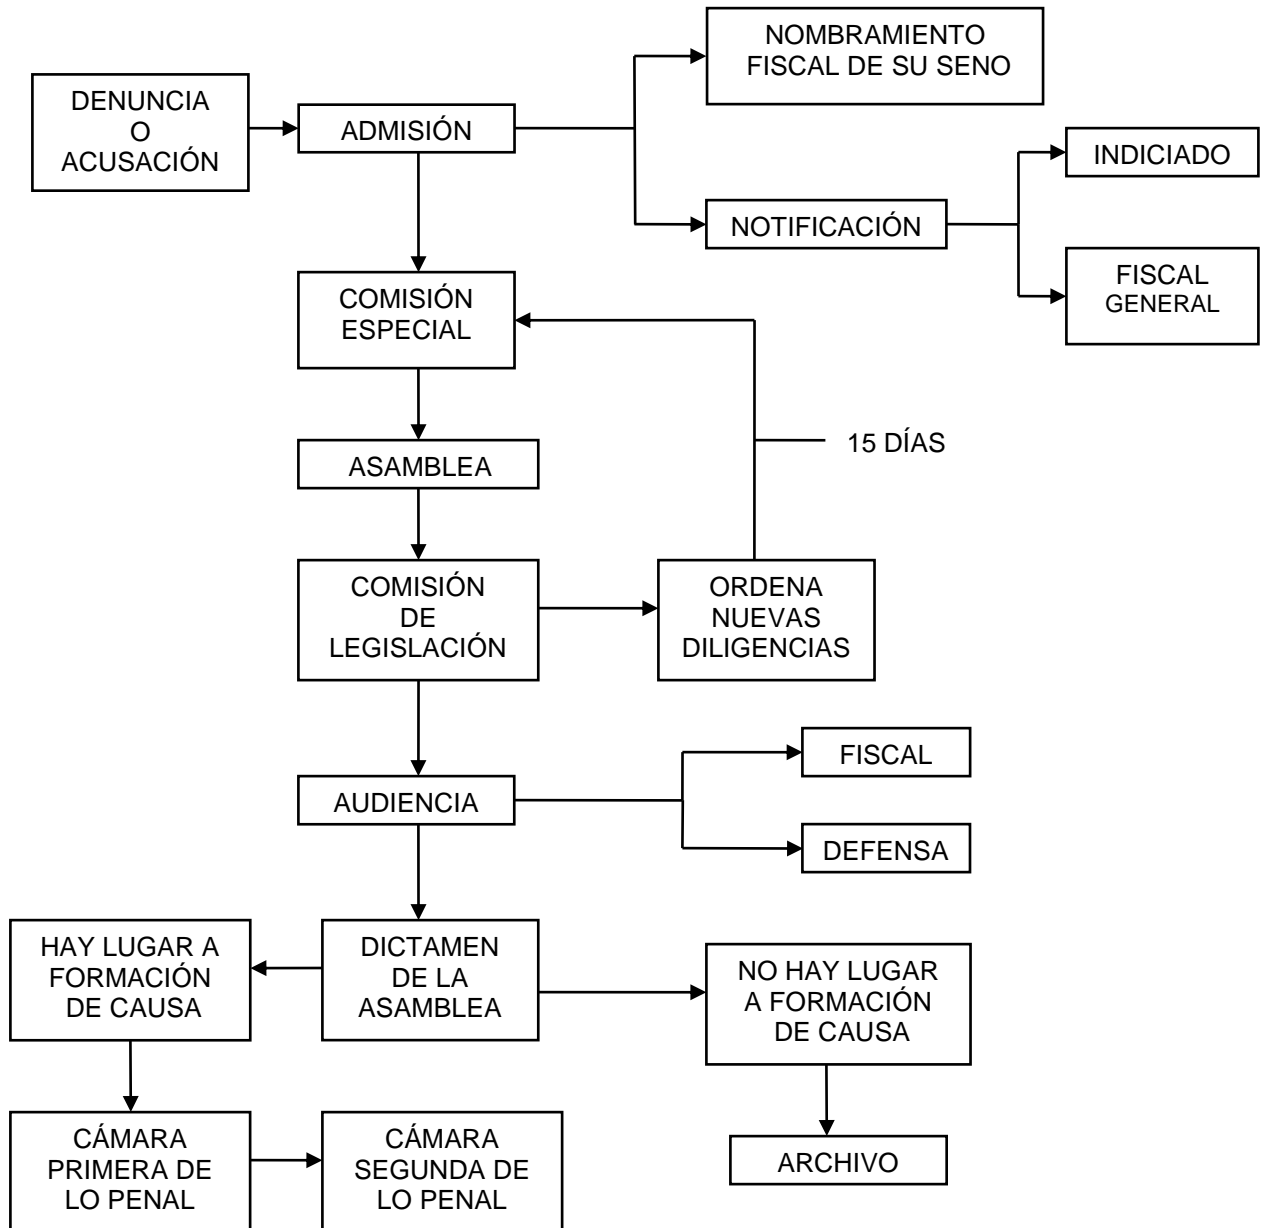 NOMBRAMIENTO
FISCAL DE SU SENO
DENUNCIA
O
ACUSACIÓN
ADMISIÓN
INDICIADO
NOTIFICACIÓN
FISCAL
GENERAL
COMISIÓN
ESPECIAL
15 DÍAS
ASAMBLEA
COMISIÓN
DE
LEGISLACIÓN
ORDENA
NUEVAS
DILIGENCIAS
FISCAL
AUDIENCIA
DEFENSA
HAY LUGAR A
FORMACIÓN
DE CAUSA
DICTAMEN
DE LA
ASAMBLEA
NO HAY LUGAR
A FORMACIÓN
DE CAUSA
CÁMARA
PRIMERA DE
LO PENAL
CÁMARA
SEGUNDA DE
LO PENAL
ARCHIVO